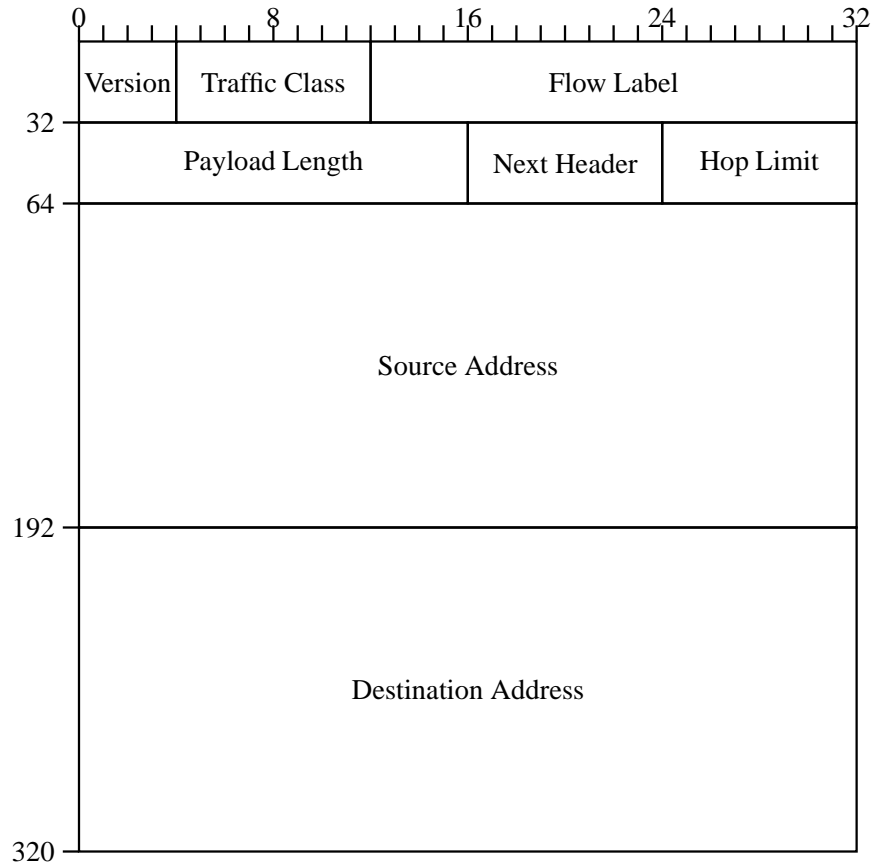 0 8 16 24 32
Version Traffic Class Flow Label
32
Payload Length Next Header Hop Limit
64
Source Address
192
Destination Address
320